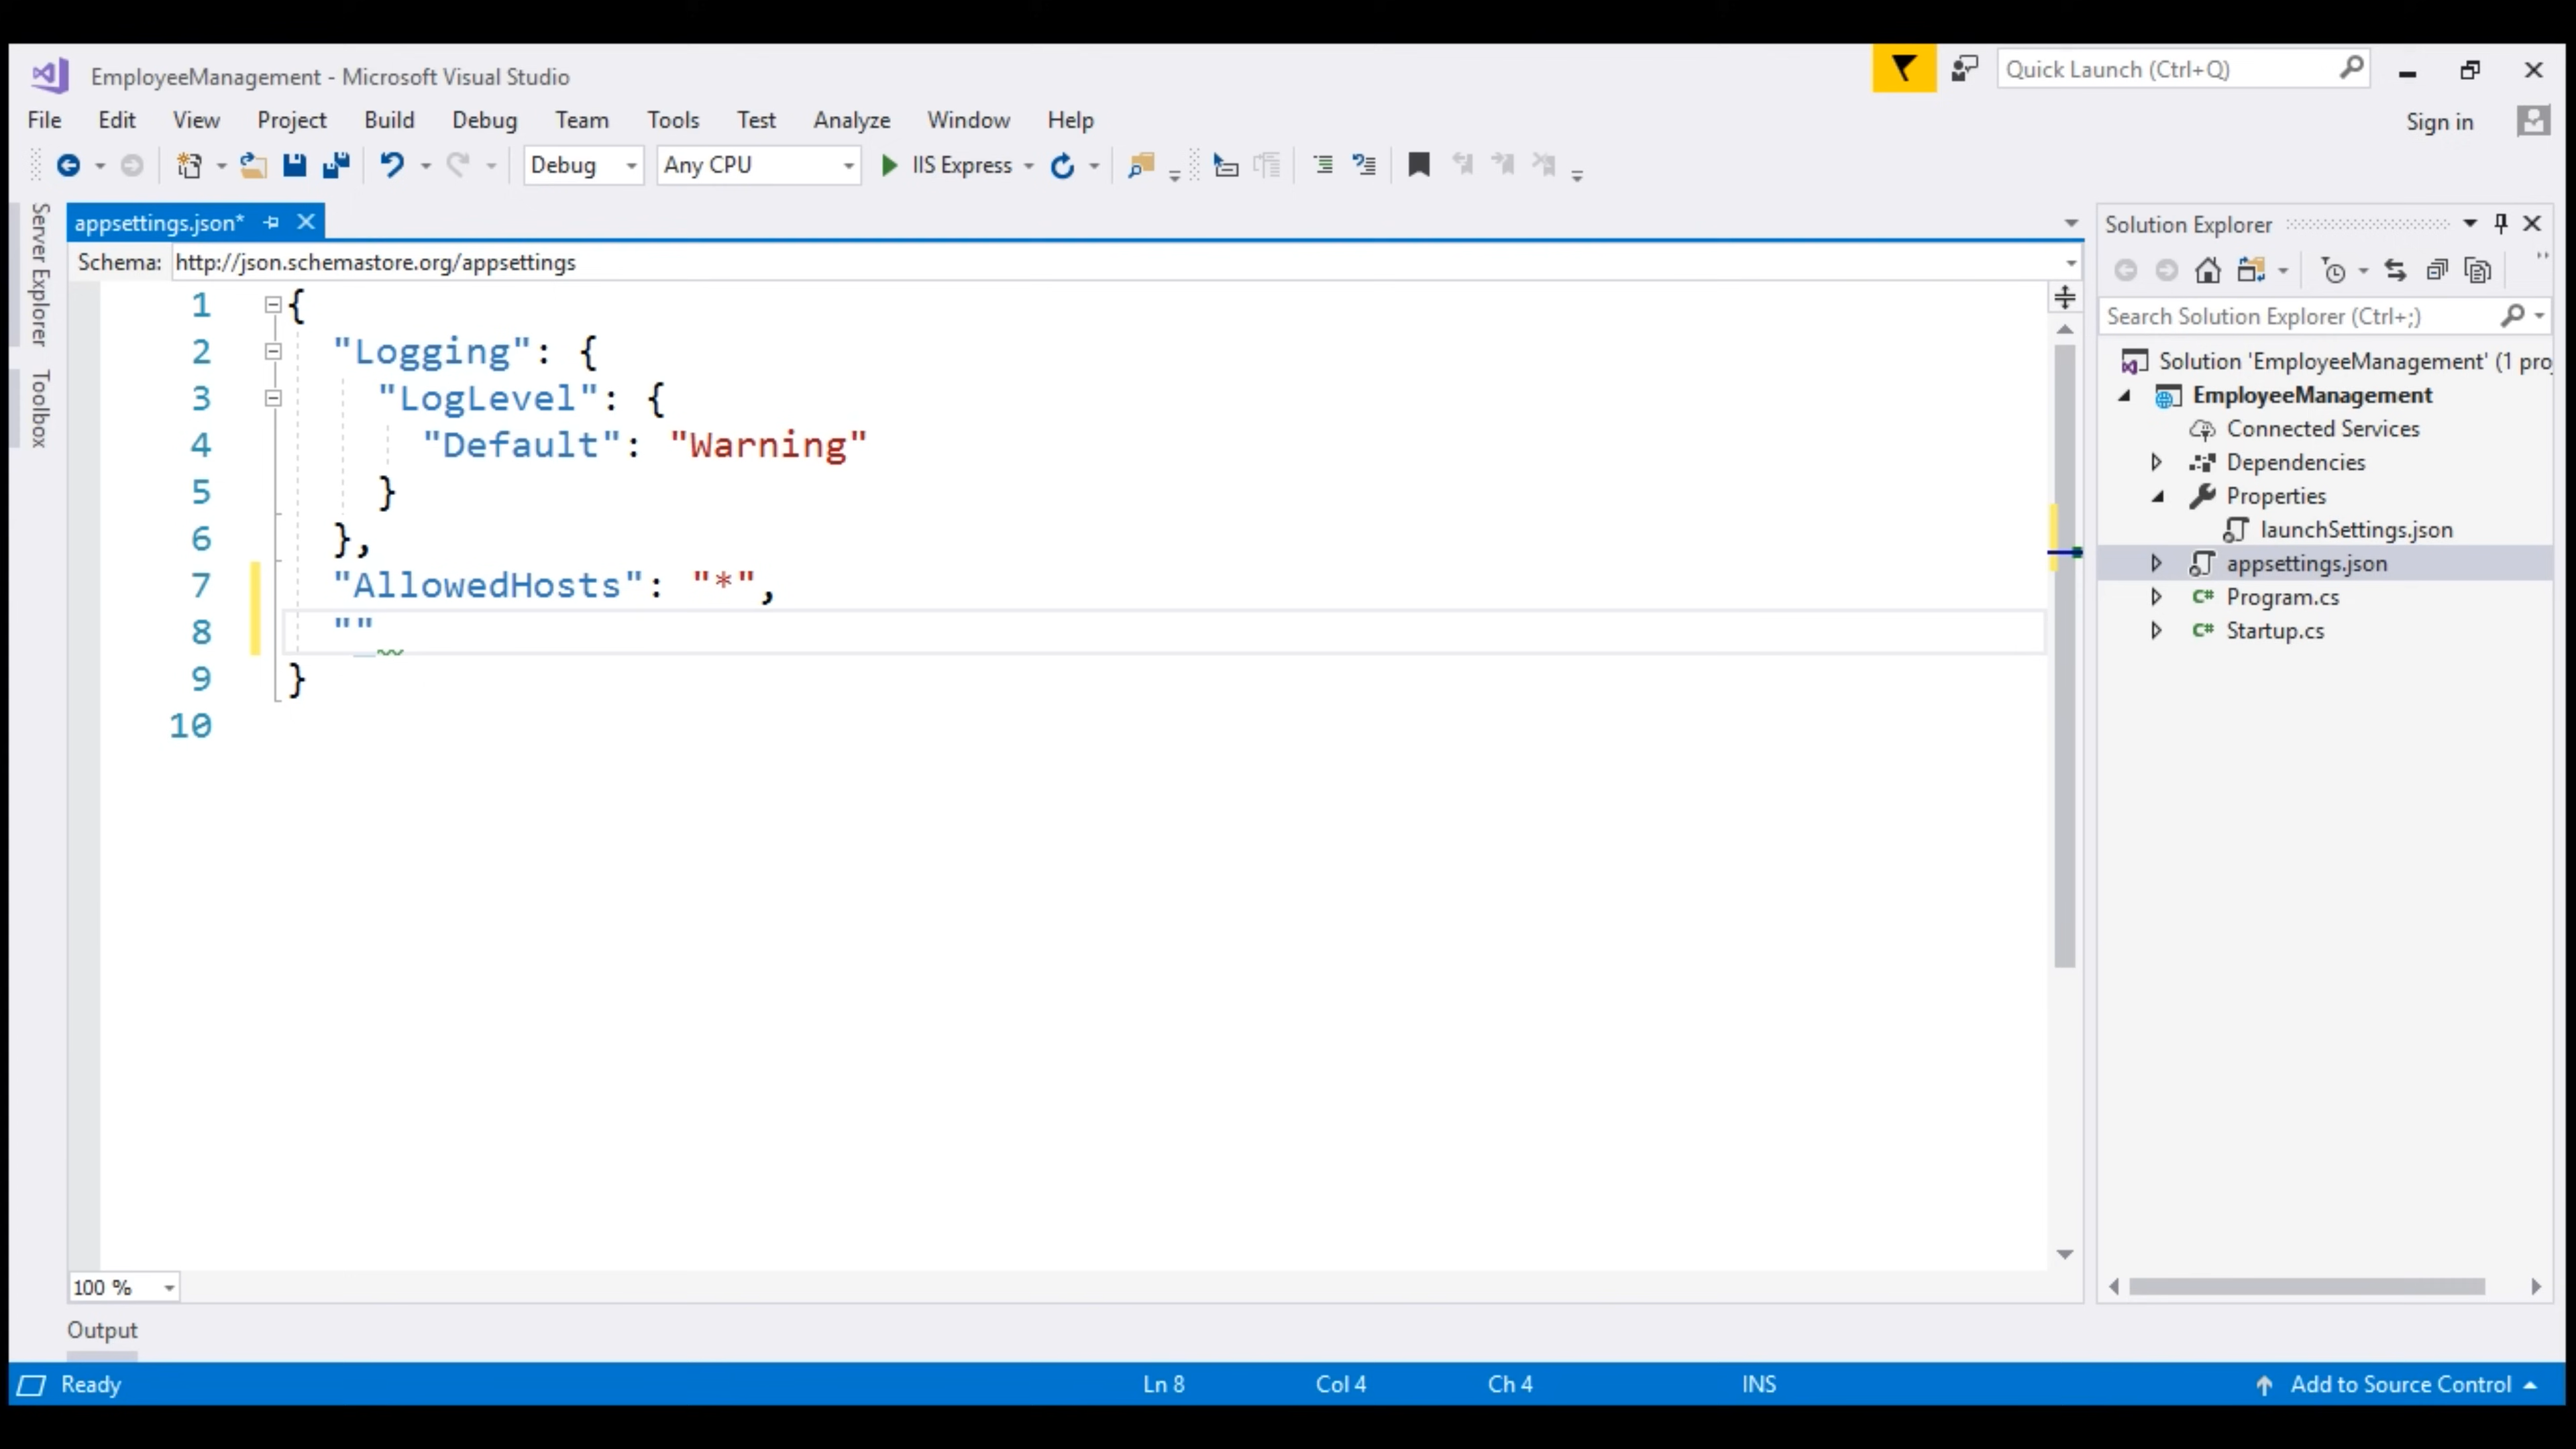 EmployeeManagement - Microsoft Visual Studio
Quick Launch (Ctrl+Q)
File Edit View Project Build Debug Team Tools Test Analyze Window Help
Sign in
Debug Any CPU IIS Express
Server Explorer
Toolbox
appsettings.json*
Schema: http://json.schemastore.org/appsettings
1 {
2 "Logging": {
3 "LogLevel": {
4 "Default": "Warning"
5 }
6 },
7 "AllowedHosts": "*",
8 ""
9 }
10
100 %
Solution Explorer
Search Solution Explorer (Ctrl+;)
Solution 'EmployeeManagement' (1 pro
EmployeeManagement
Connected Services
Dependencies
Properties
launchSettings.json
appsettings.json
C# Program.cs
C# Startup.cs
Output
Ready Ln 8 Col 4 Ch 4 INS Add to Source Control